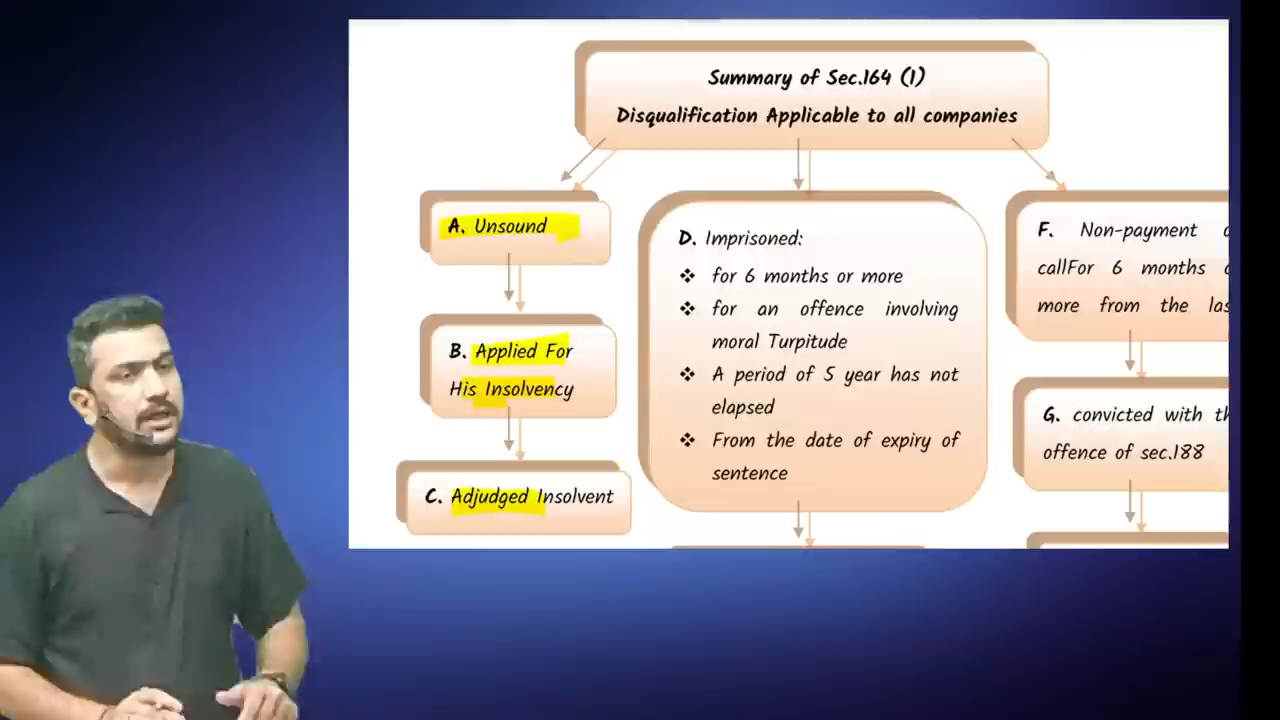 Summary of Sec.164 (1)
Disqualification Applicable to all companies
A. Unsound
B. Applied For
His Insolvency
C. Adjudged Insolvent
D. Imprisoned:
❖ for 6 months or more
❖ for an offence involving
moral Turpitude
❖ A period of 5 year has not
elapsed
❖ From the date of expiry of
sentence
F. Non-payment
callFor 6 months
more from the
G. convicted with
offence of sec.188